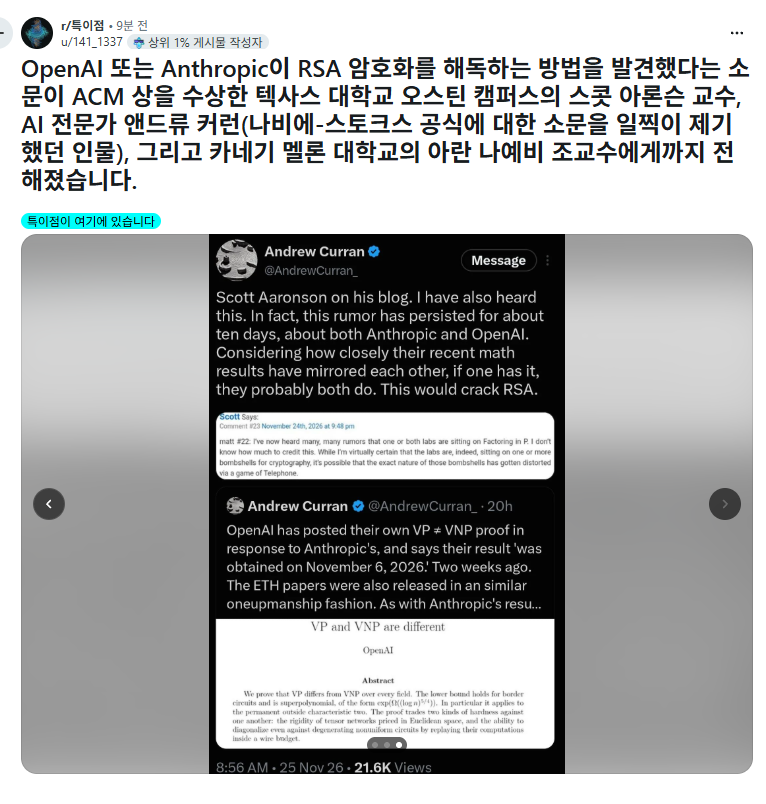 r/특이점 • 9분 전
u/141_1337 상위 1% 게시물 작성자
OpenAI 또는 Anthropic이 RSA 암호화를 해독하는 방법을 발견했다는 소
문이 ACM 상을 수상한 텍사스 대학교 오스틴 캠퍼스의 스콧 아론슨 교수,
AI 전문가 앤드류 커런(나비에-스토크스 공식에 대한 소문을 일찍이 제기
했던 인물), 그리고 카네기 멜론 대학교의 아란 나예비 조교수에게까지 전
해졌습니다.
특이점이 여기에 있습니다
Andrew Curran
@AndrewCurran_
Message
Scott Aaronson on his blog. I have also heard
this. In fact, this rumor has persisted for about
ten days, about both Anthropic and OpenAI.
Considering how closely their recent math
results have mirrored each other, if one has it,
they probably both do. This would crack RSA.
Scott Says:
Comment #23 November 24th, 2026 at 9:48 pm
matt #22: I've now heard many, many rumors that one or both labs are sitting on Factoring in P. I don't
know how much to credit this. While I'm virtually certain that the labs are, indeed, sitting on one or more
bombshells for cryptography, it's possible that the exact nature of those bombshells has gotten distorted
via a game of Telephone.
Andrew Curran @AndrewCurran_ · 20h
OpenAI has posted their own VP ≠ VNP proof in
response to Anthropic's, and says their result 'was
obtained on November 6, 2026.' Two weeks ago.
The ETH papers were also released in an similar
oneupmanship fashion. As with Anthropic's resu...
VP and VNP are different
OpenAI
Abstract
We prove that VP differs from VNP over every field. The lower bound holds for border
circuits and is superpolynomial, of the form exp(Ω((log n)^{5/4})). In particular it applies to
the permanent outside characteristic two. The proof trades two kinds of hardness against
one another: the rigidity of tensor networks priced in Euclidean space, and the ability to
diagonalize even against degenerating nonuniform circuits by replaying their computations
inside a wire budget.
8:56 AM • 25 Nov 26 • 21.6K Views